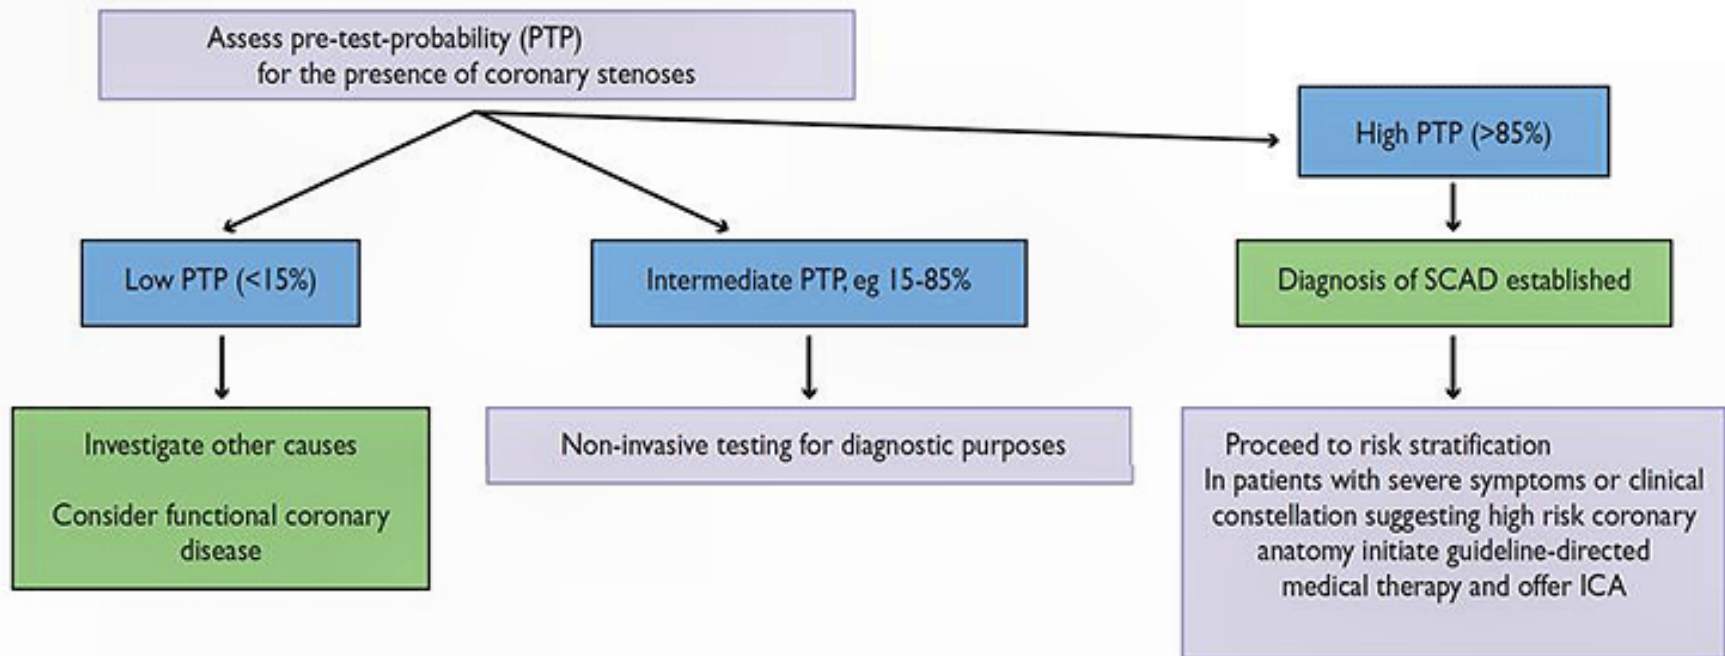 Assess pre-test-probability (PTP)
for the presence of coronary stenoses
High PTP (>85%)
Low PTP (<15%)
Intermediate PTP, eg 15-85%
Diagnosis of SCAD established
Investigate other causes
Consider functional coronary
disease
Non-invasive testing for diagnostic purposes
Proceed to risk stratification
In patients with severe symptoms or clinical
constellation suggesting high risk coronary
anatomy initiate guideline-directed
medical therapy and offer ICA